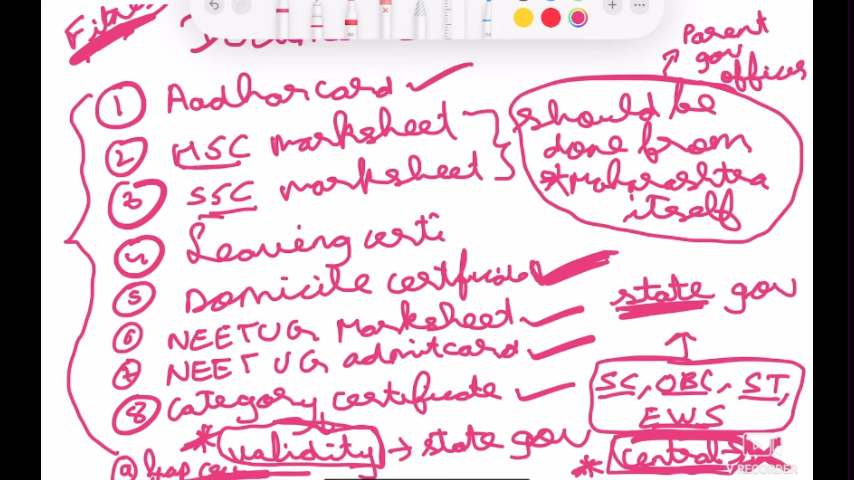 Parent
gov
offices
① Aadharcard
② HSC marksheet
③ SSC marksheet
should be
done from
*Maharashtra
itself
④ Leaving certi
⑤ Domicile certficate
⑥ NEETUG Marksheet
⑦ NEET UG admitcard
⑧ Category certificate
state gov
SC, OBC, ST,
EWS
* validity → state gov
* Central
V RECORDER